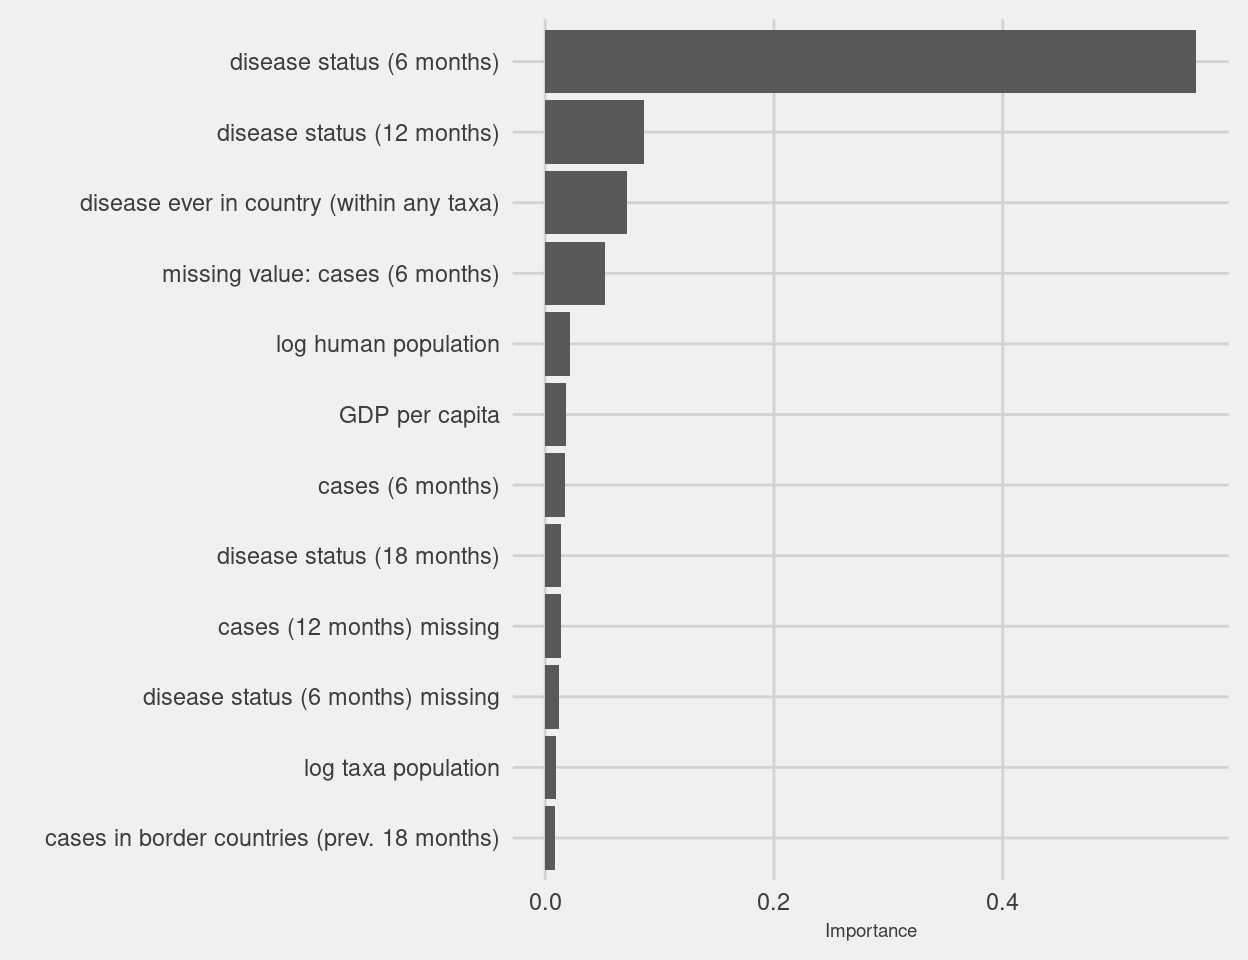 disease status (6 months)
disease status (12 months)
disease ever in country (within any taxa)
missing value: cases (6 months)
log human population
GDP per capita
cases (6 months)
disease status (18 months)
cases (12 months) missing
disease status (6 months) missing
log taxa population
cases in border countries (prev. 18 months)
0.0 0.2 0.4
Importance